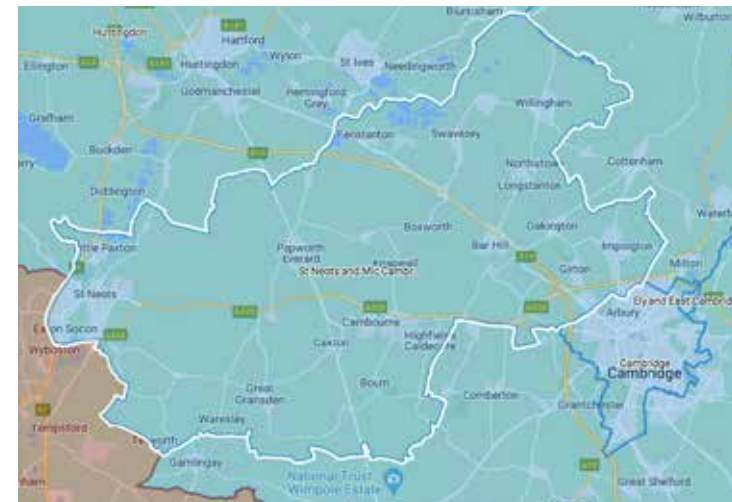 Bluntisham
Wilburton
Huntingdon
Hartford
Wyton
St Ives
Needingworth
Ellington
Huntingdon
Godmanchester
Hemingford
Grey
Willingham
Grafham
Fenstanton
Swavesey
Buckden
Northstowe
Cottenham
Longstanton
Diddington
Boxworth
Oakington
Little Paxton
Papworth
Everard
Knapwell
Bar Hill
Impington
St Neots and Mid Cambr
Girton
Milton
St Neots
Ely and East Cambrid
Arbury
Eaton Socon
Cambourne
Highfields
Caldecote
Wyboston
Caxton
Cambridge
Cambridge
Great
Gransden
Bourn
Comberton
Grantchester
Waresley
Tempsford
Gamlingay
National Trust
Wimpole Estate
Great Shelford